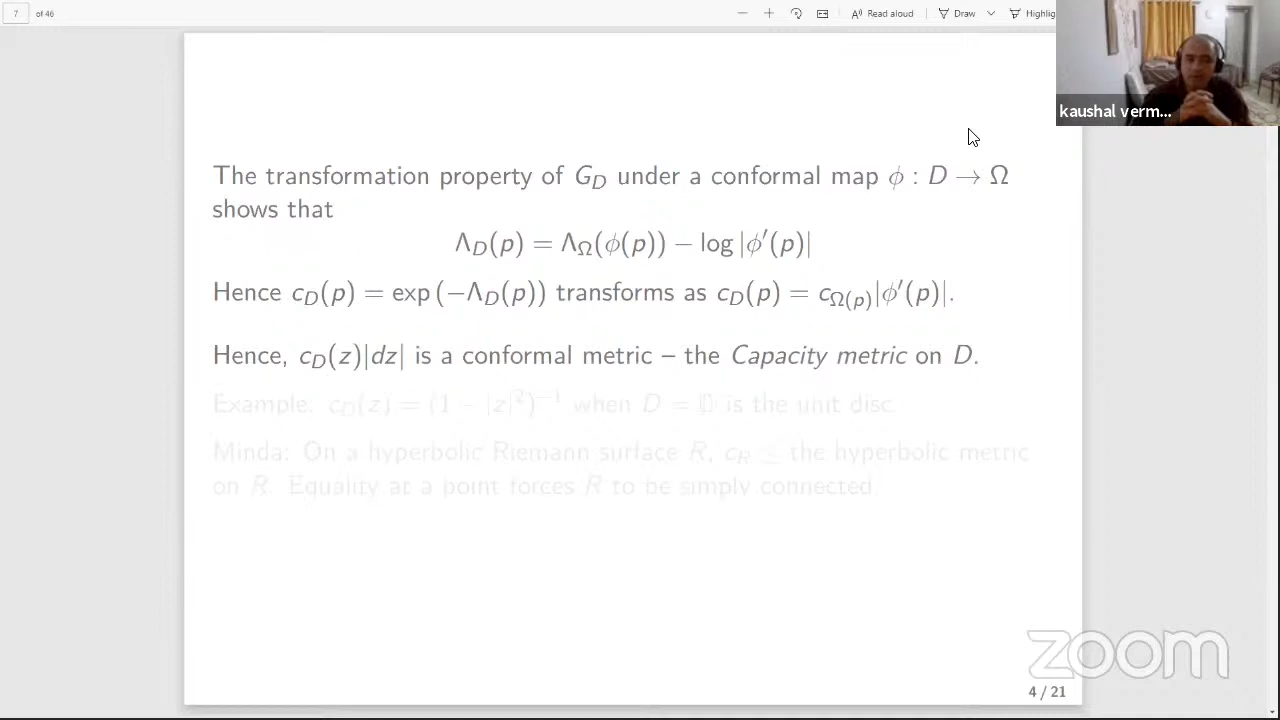 7 of 46
Read aloud
Draw
Highlig
kaushal verm...
The transformation property of G_D under a conformal map ϕ : D → Ω
shows that
Λ_D(p) = Λ_Ω(ϕ(p)) − log |ϕ′(p)|
Hence c_D(p) = exp (−Λ_D(p)) transforms as c_D(p) = c_{Ω(p)}|ϕ′(p)|.
Hence, c_D(z)|dz| is a conformal metric – the Capacity metric on D.
Example: c_D(z) = (1 − |z|²)⁻¹ when D = 𝔻 is the unit disc.
Minda: On a hyperbolic Riemann surface R, c_R ≤ the hyperbolic metric
on R. Equality at a point forces R to be simply connected.
zoom
4 / 21